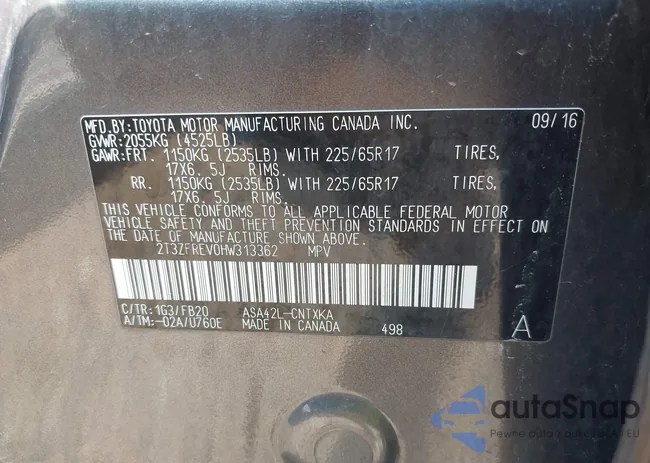 MFD.BY:TOYOTA MOTOR MANUFACTURING CANADA INC. 09/16
GVWR:2055KG (4525LB)
GAWR:FRT. 1150KG (2535LB) WITH 225/65R17 TIRES,
17X6. 5J RIMS.
RR. 1150KG (2535LB) WITH 225/65R17 TIRES,
17X6. 5J RIMS.
THIS VEHICLE CONFORMS TO ALL APPLICABLE FEDERAL MOTOR
VEHICLE SAFETY AND THEFT PREVENTION STANDARDS IN EFFECT ON
THE DATE OF MANUFACTURE SHOWN ABOVE.
2T3ZFREV0HW313362 MPV
C/TR:1G3/FB20 ASA42L-CNTXKA
A/TM:-02A/U760E MADE IN CANADA 498 A
autaSnap
Pewne auta z